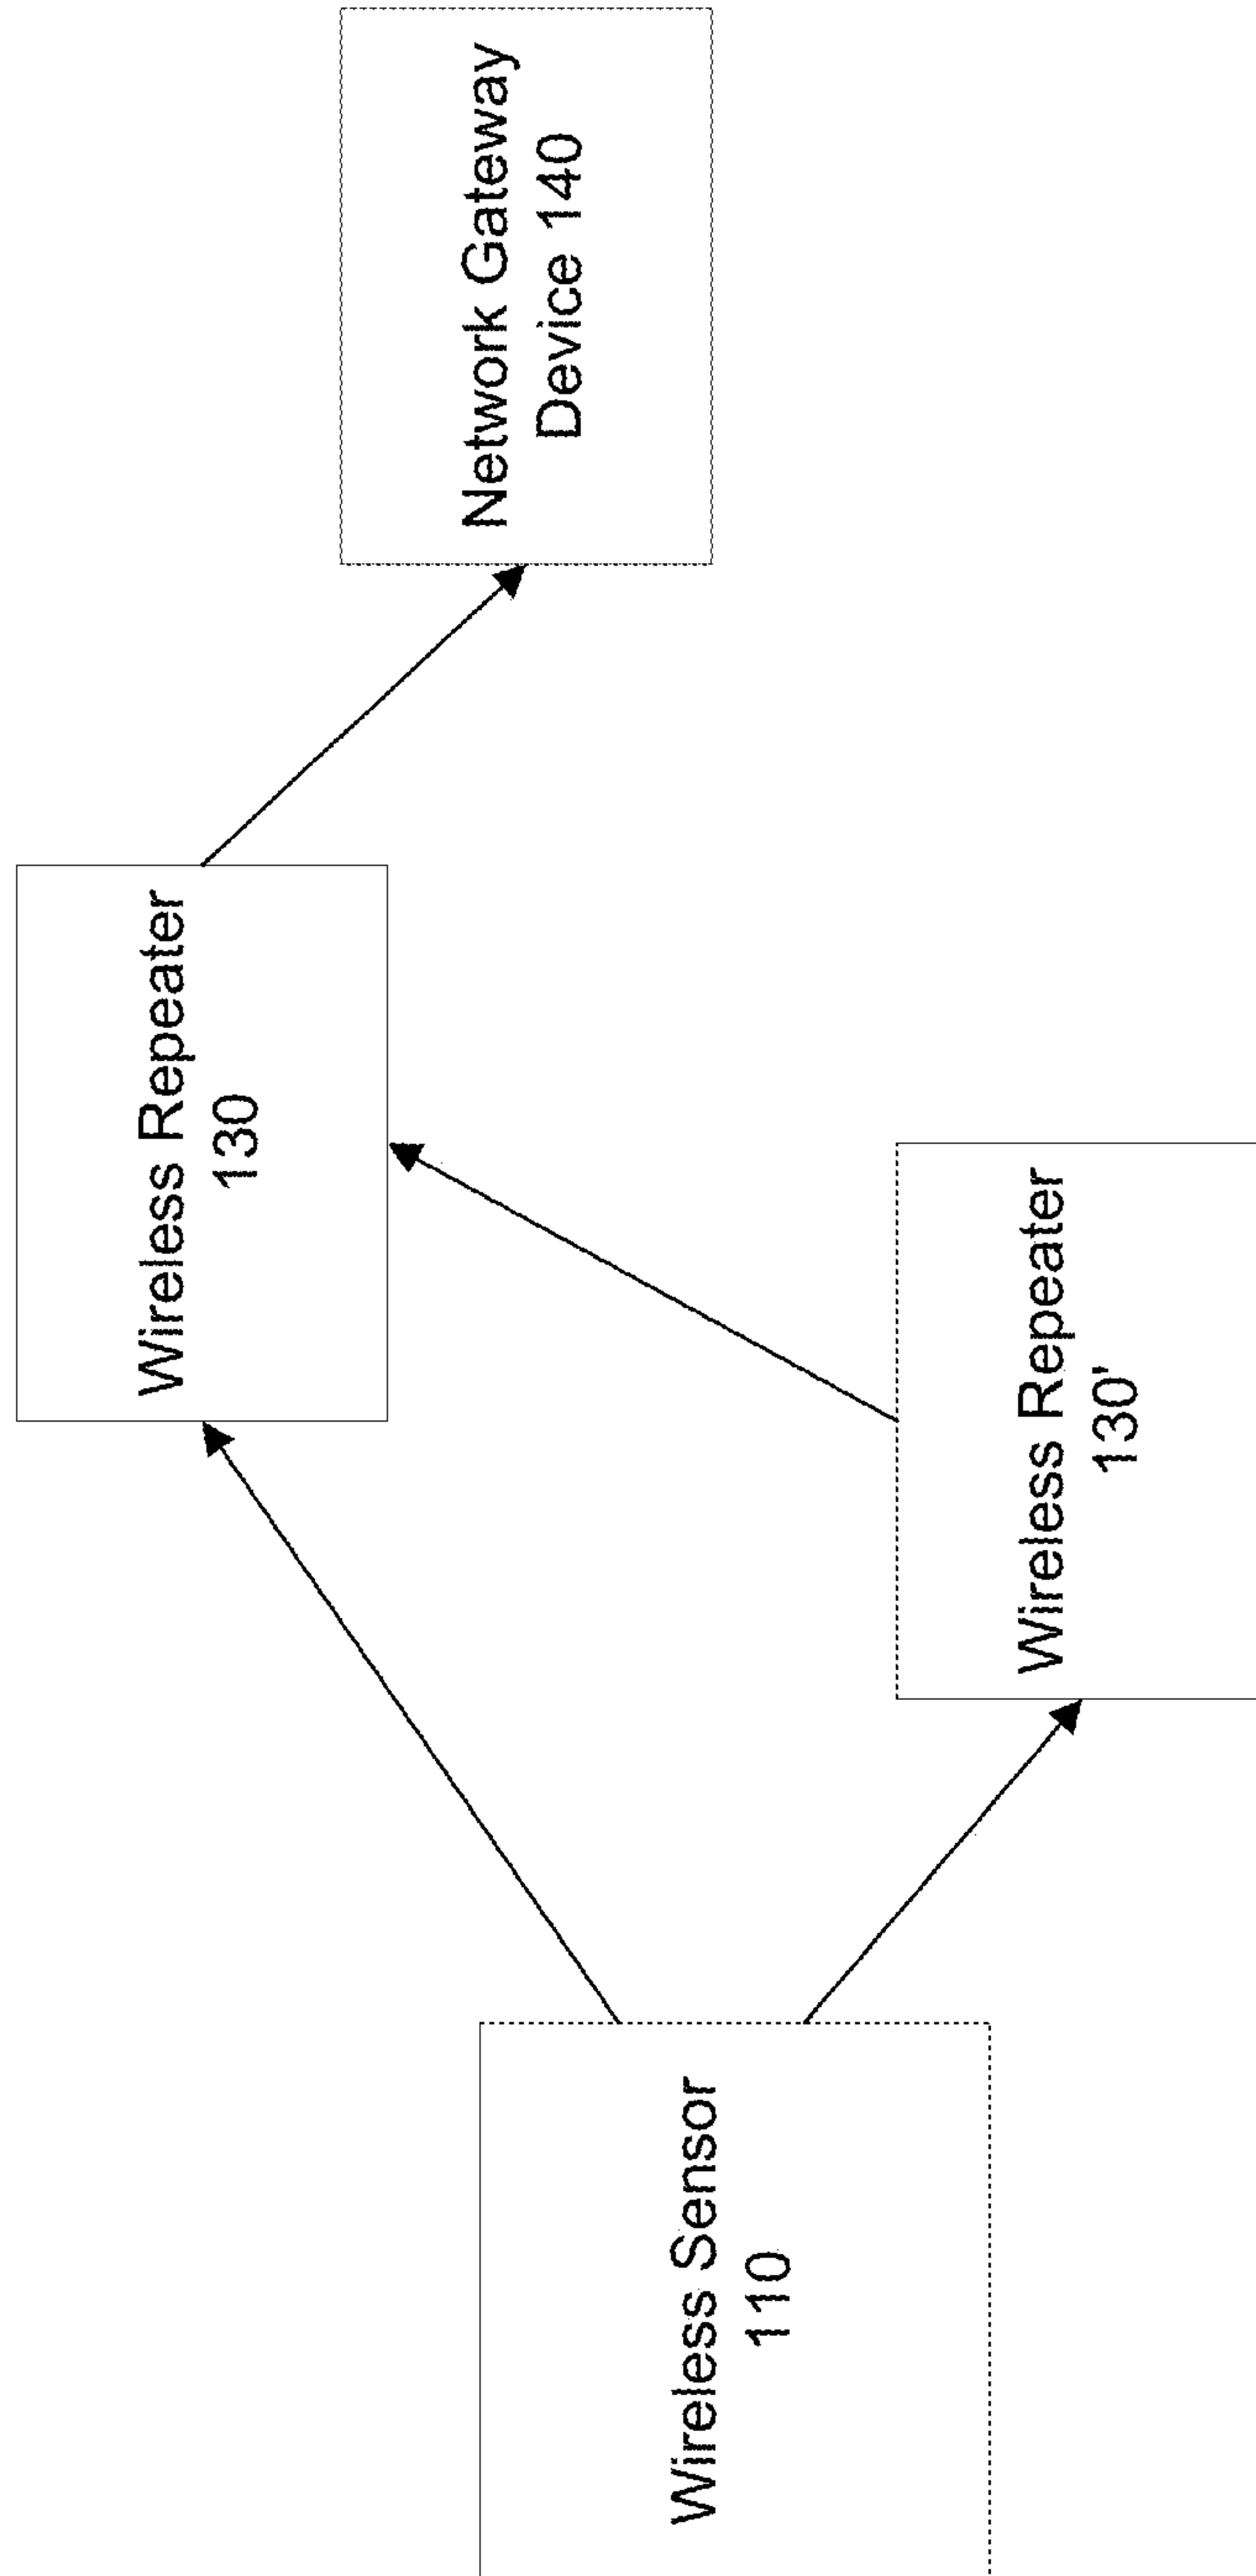 Wireless Sensor
110
Wireless Repeater
130
Wireless Repeater
130'
Network Gateway
Device 140